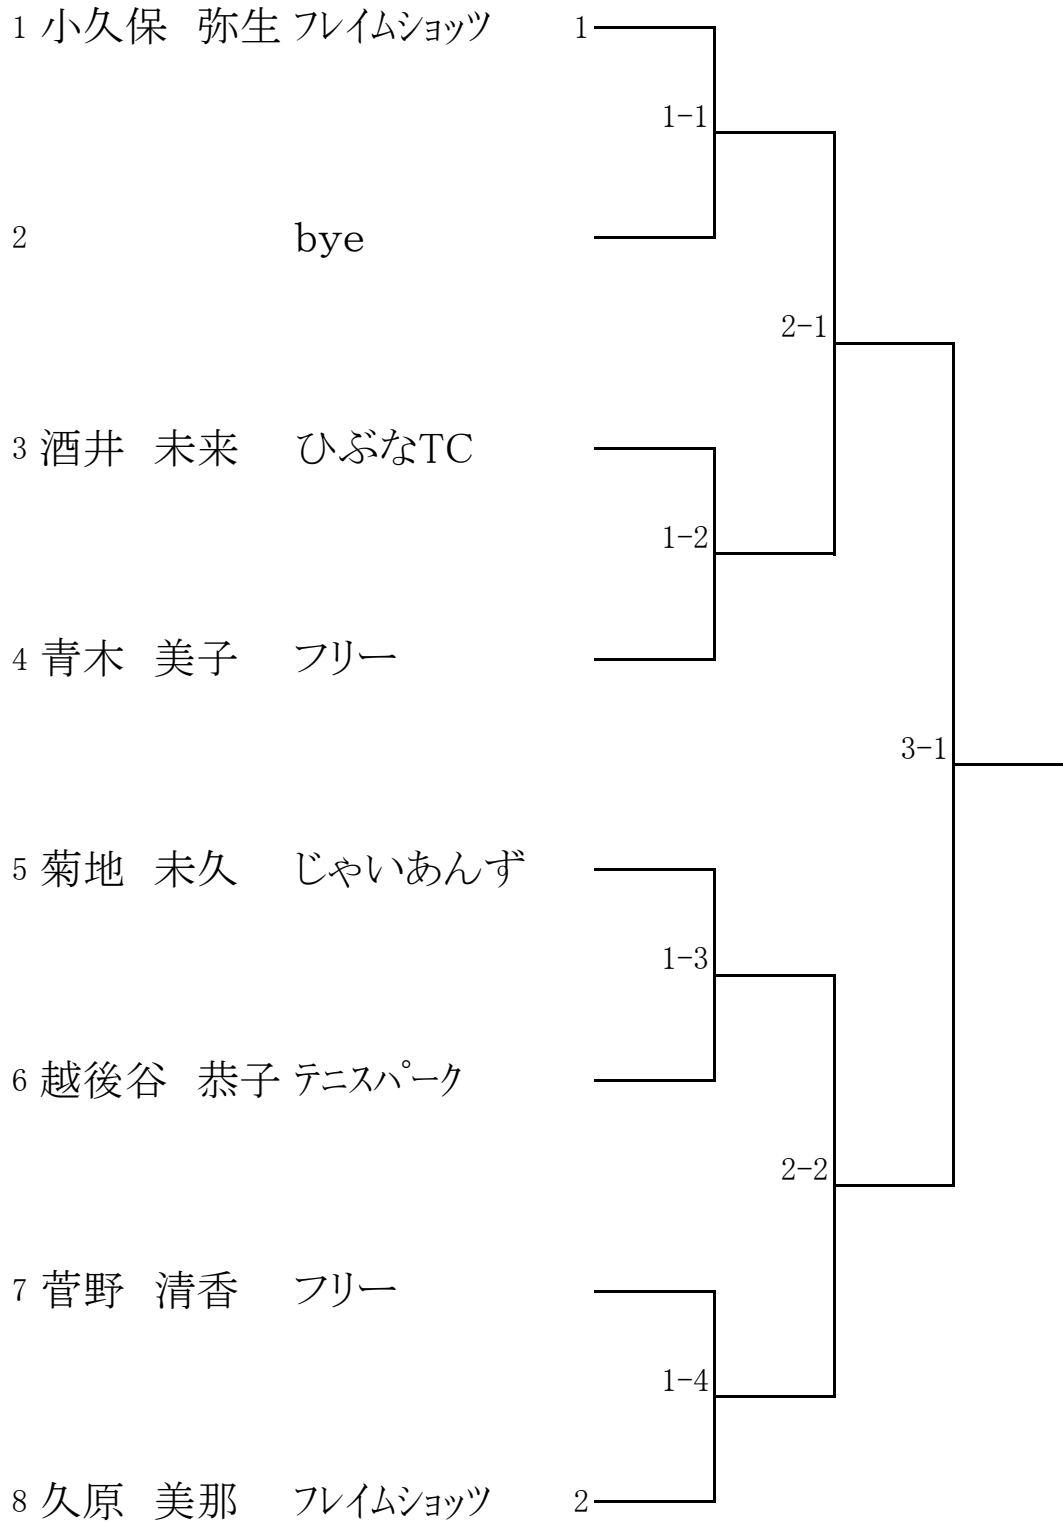 1 小久保 弥生 フレイムショッツ 1
1-1
2 bye
2-1
3 酒井 未来 ひぶなTC
1-2
4 青木 美子 フリー
3-1
5 菊地 未久 じゃいあんず
1-3
6 越後谷 恭子 テニスパーク
2-2
7 菅野 清香 フリー
1-4
8 久原 美那 フレイムショッツ 2